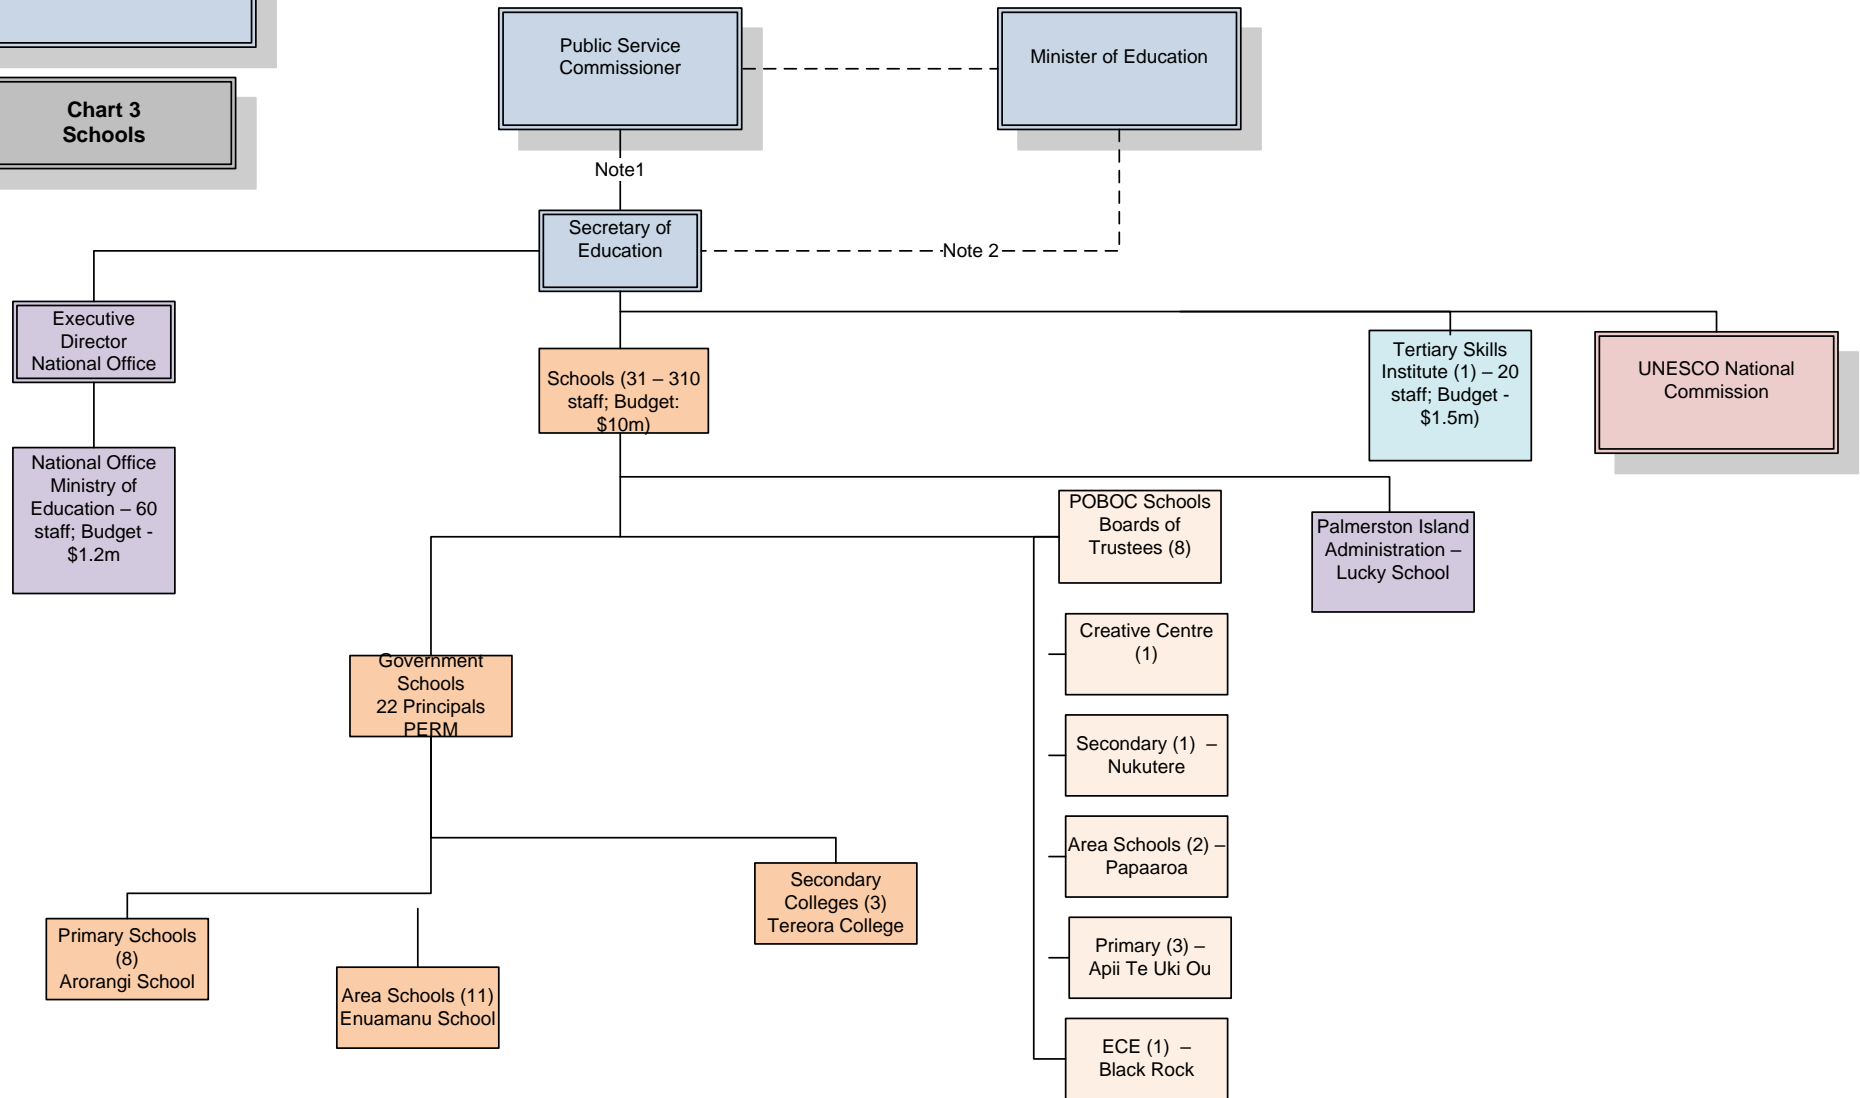 Public Service
Commissioner
Minister of Education
Chart 3
Schools
Note1
Secretary of
Education
Note 2
Executive
Director
National Office
Schools (31 – 310
staff; Budget:
$10m)
Tertiary Skills
Institute (1) – 20
staff; Budget -
$1.5m)
UNESCO National
Commission
National Office
Ministry of
Education – 60
staff; Budget -
$1.2m
POBOC Schools
Boards of
Trustees (8)
Palmerston Island
Administration –
Lucky School
Creative Centre
(1)
Government
Schools
22 Principals
PERM
Secondary (1) –
Nukutere
Area Schools (2) –
Papaaroa
Secondary
Colleges (3)
Tereora College
Primary Schools
(8)
Arorangi School
Primary (3) –
Apii Te Uki Ou
Area Schools (11)
Enuamanu School
ECE (1) –
Black Rock